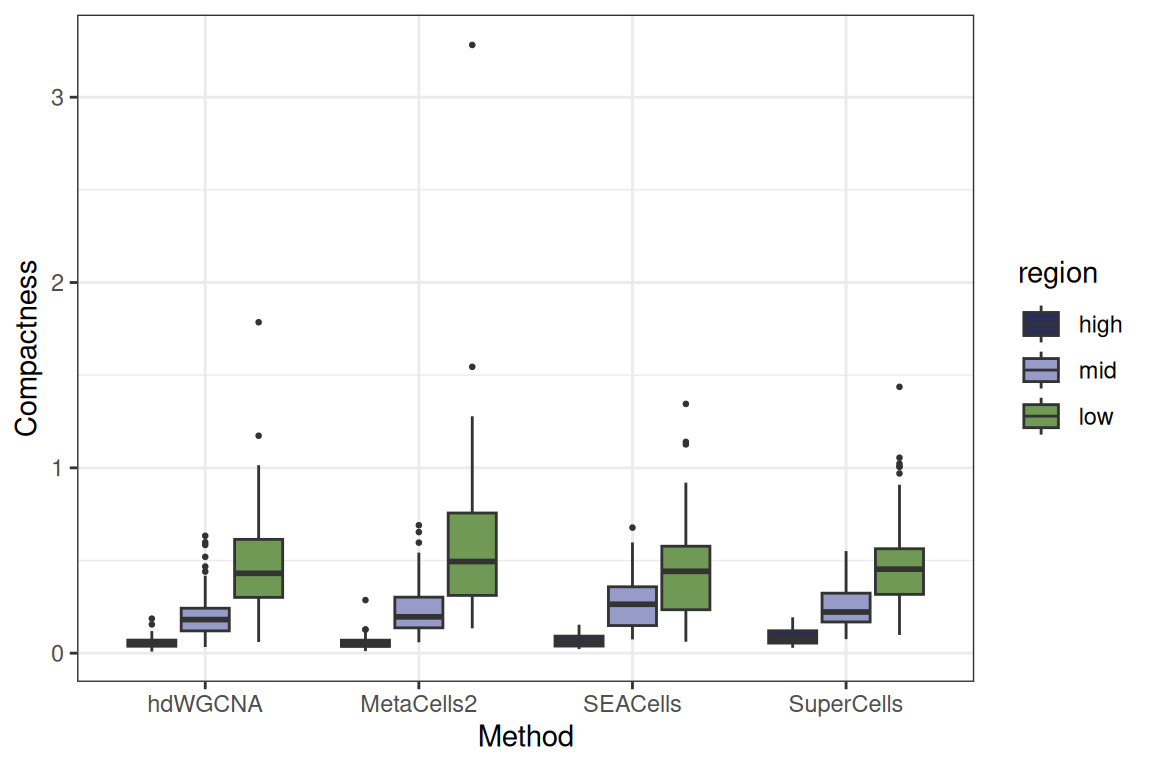 Compactness
3
2
1
0
hdWGCNA
MetaCells2
SEACells
SuperCells
Method
region
high
mid
low